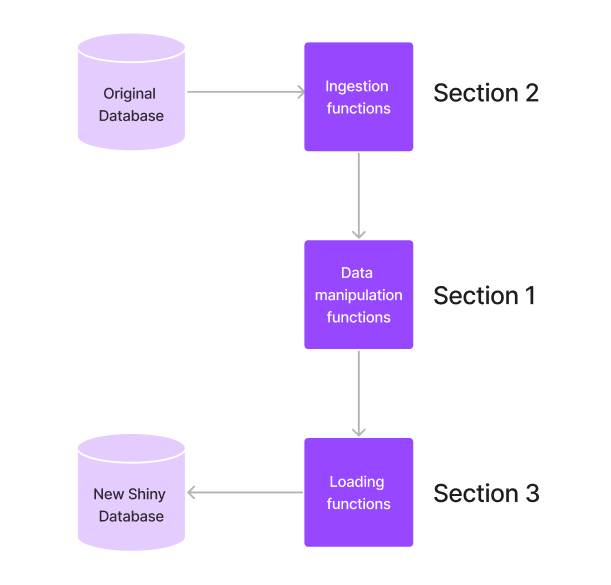 Original
Database
Ingestion
functions
Section 2
Data
manipulation
functions
Section 1
New Shiny
Database
Loading
functions
Section 3